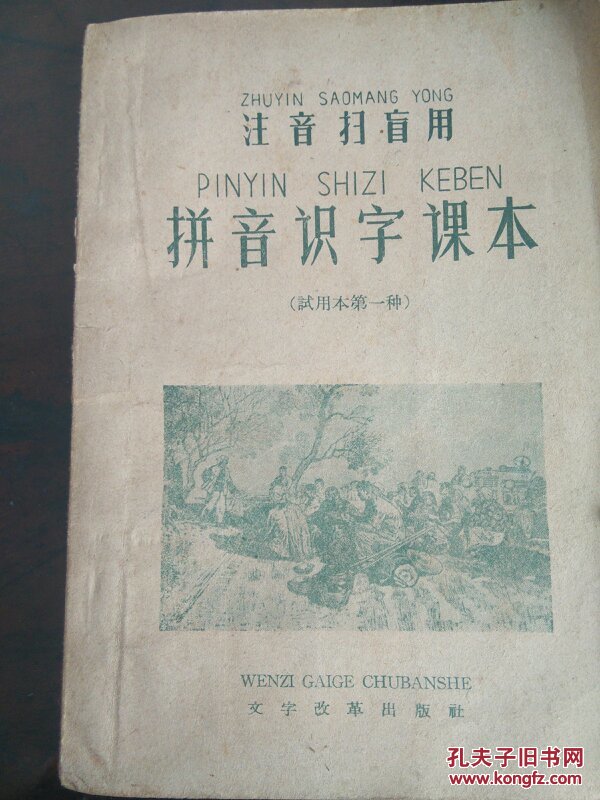 ZHUYIN SAOMANG YONG
注音扫盲用
PINYIN SHIZI KEBEN
拼音识字课本
（試用本第一种）
WENZI GAIGE CHUBANSHE
文字改革出版社
孔夫子旧书网
www.kongfz.com